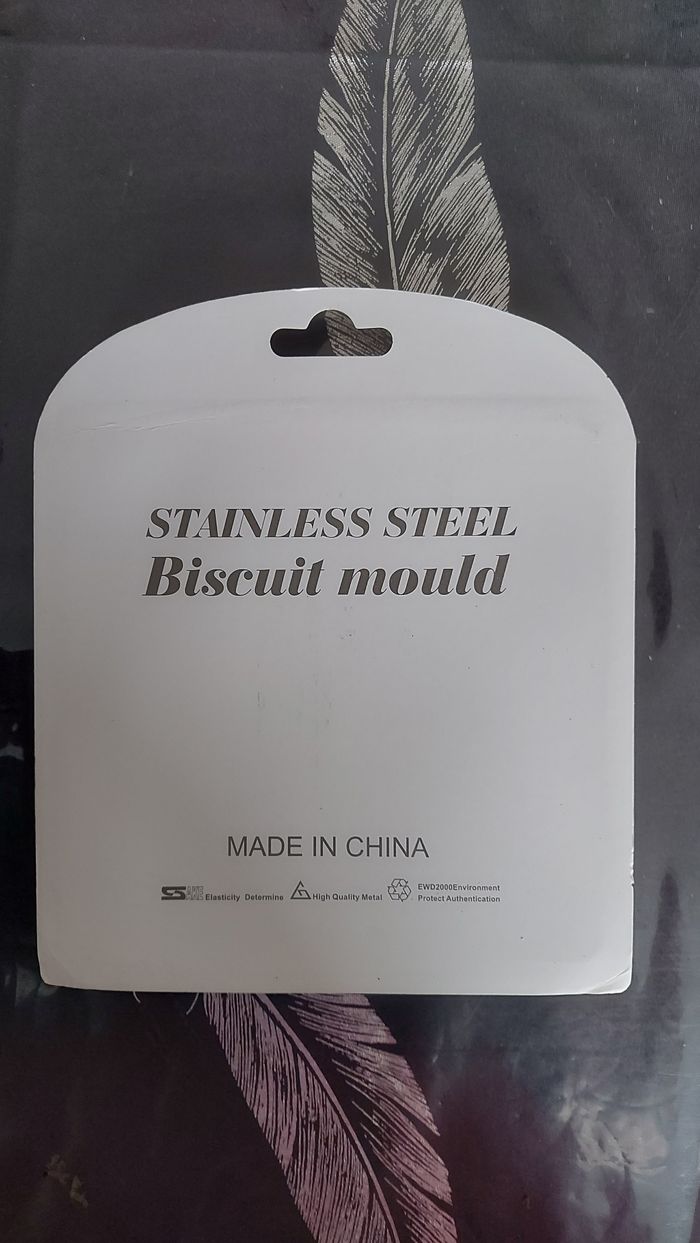 STAINLESS STEEL
Biscuit mould
MADE IN CHINA
Elasticity Determine High Quality Metal EWD2000Environment
Protect Authentication